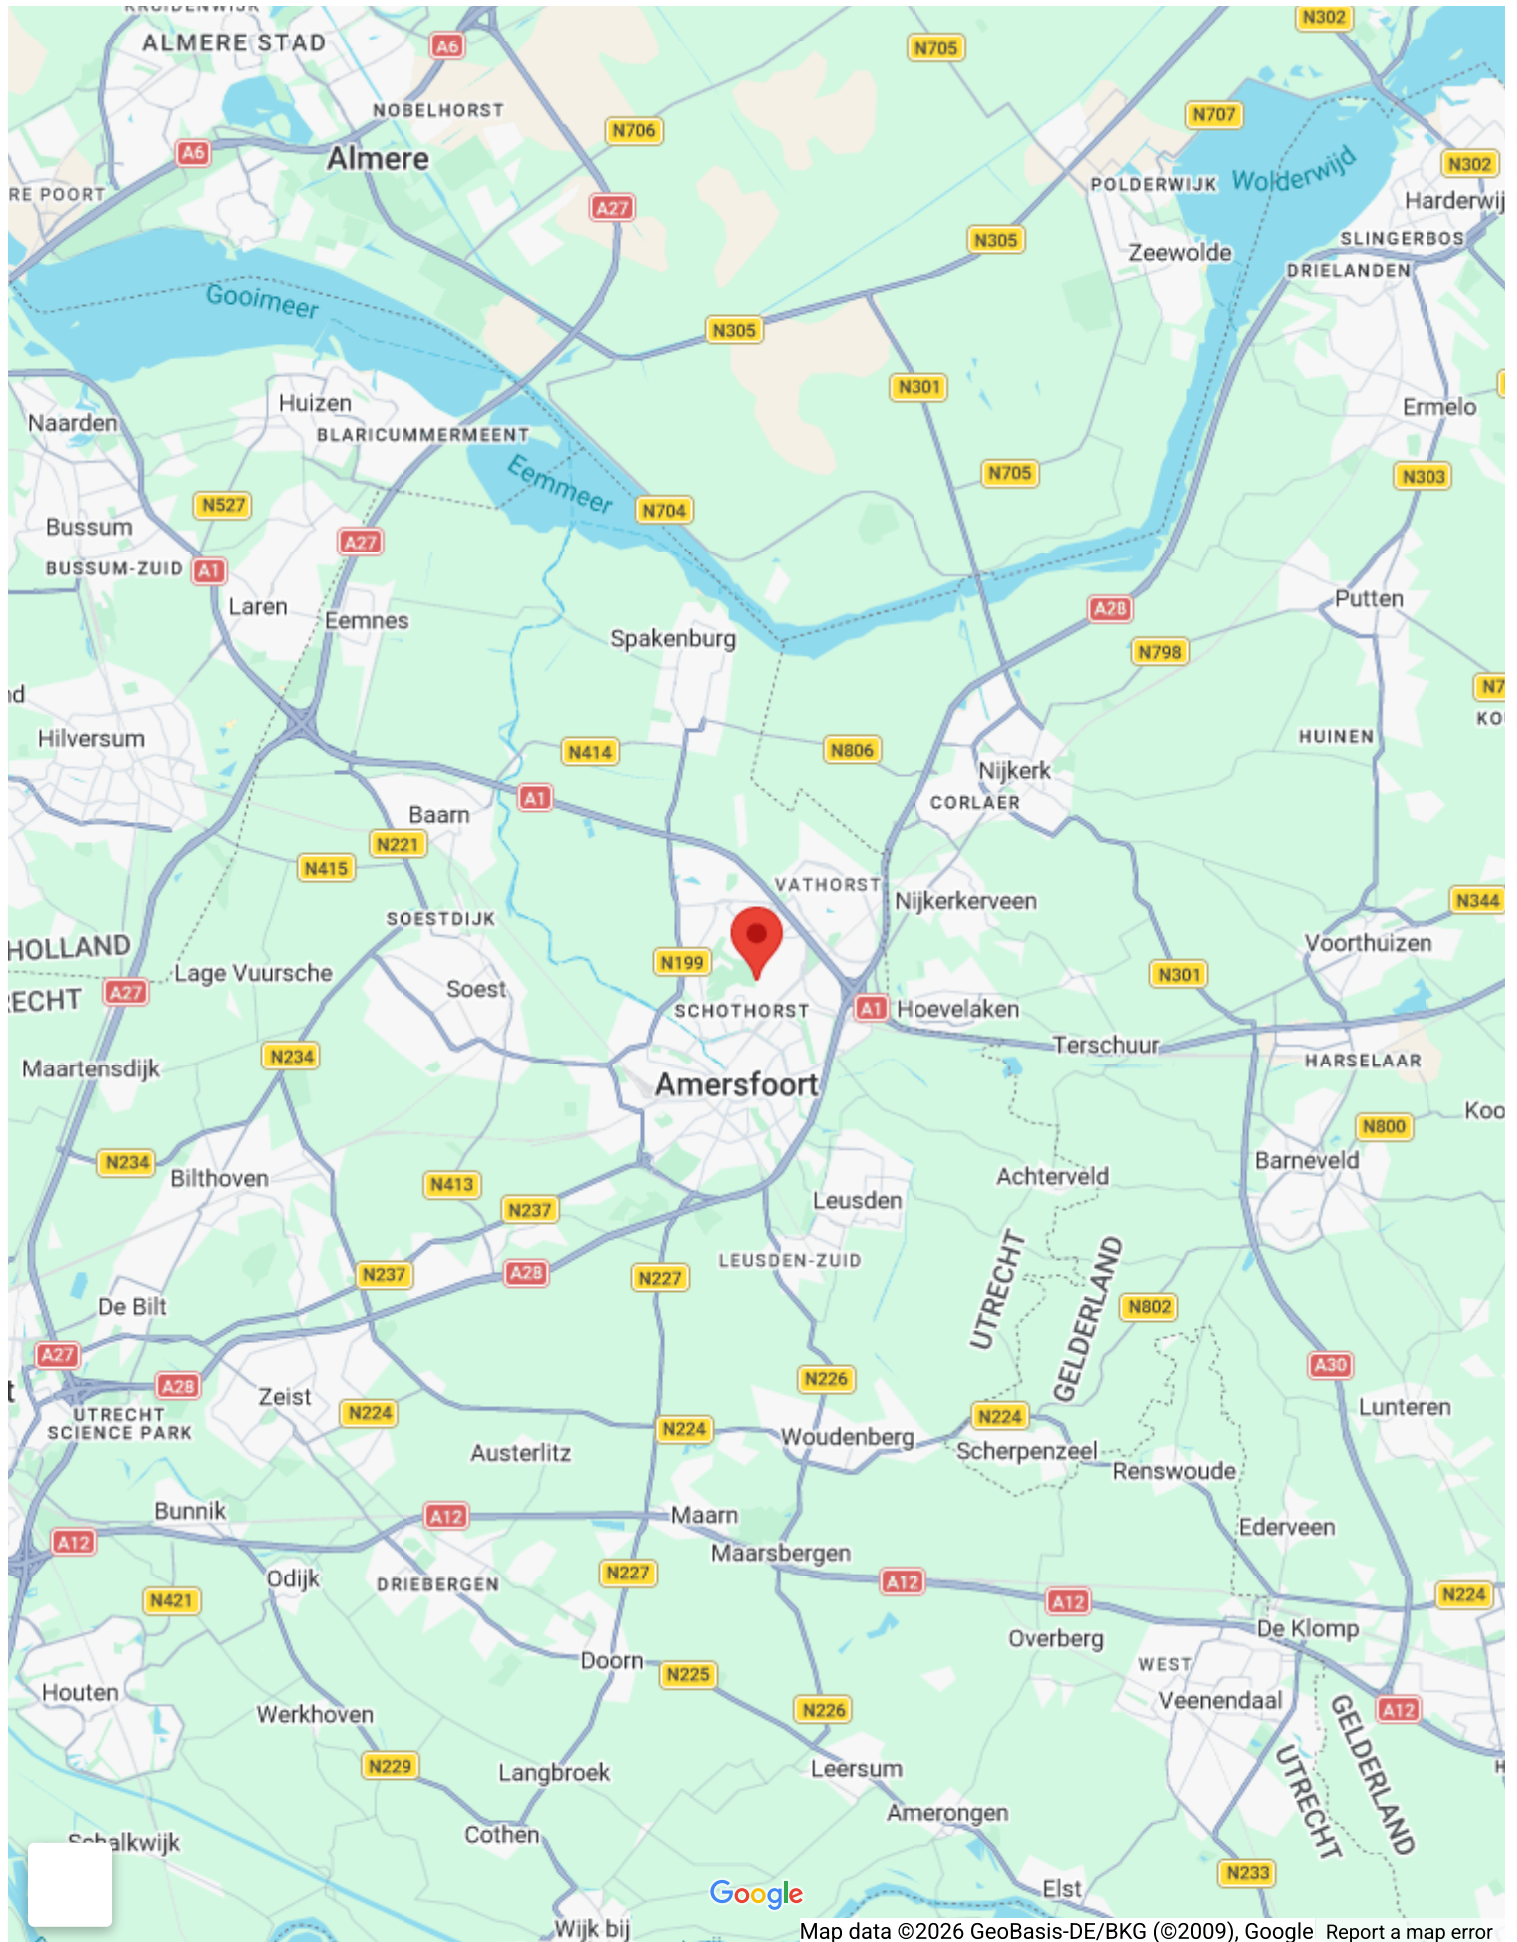 KRUIDENWIJK
ALMERE STAD
A6
N705
N302
NOBELHORST
N706
N707
A6
Almere
Wolderwijd
N302
RE POORT
A27
POLDERWIJK
Harderwij
N305
SLINGERBOS
Zeewolde
DRIELANDEN
Gooimeer
N305
N301
Huizen
Naarden
Ermelo
BLARICUMMERMEENT
Eemmeer
N705
N303
N527
N704
Bussum
A27
BUSSUM-ZUID
A1
Laren
Eemnes
A28
Putten
Spakenburg
N798
nd
N7
KO
Hilversum
N414
N806
HUINEN
Nijkerk
A1
CORLAER
Baarn
N221
N415
VATHORST
Nijkerkerveen
N344
SOESTDIJK
HOLLAND
Voorthuizen
N199
Lage Vuursche
N301
A27
Soest
RECHT
SCHOTHORST
A1
Hoevelaken
Terschuur
N234
HARSELAAR
Maartensdijk
Amersfoort
Koo
N800
N234
Barneveld
Bilthoven
N413
Achterveld
Leusden
N237
UTRECHT
GELDERLAND
LEUSDEN-ZUID
N237
A28
N227
De Bilt
N802
A27
A30
t
A28
N226
Zeist
UTRECHT
SCIENCE PARK
N224
N224
N224
Lunteren
Woudenberg
Austerlitz
Scherpenzeel
Renswoude
Bunnik
A12
Maarn
Ederveen
A12
Maarsbergen
Odijk
N227
DRIEBERGEN
A12
N421
A12
N224
De Klomp
Overberg
Doorn
WEST
N225
Houten
Veenendaal
N226
A12
Werkhoven
GELDERLAND
UTRECHT
N229
Langbroek
Leersum
H
Amerongen
Cothen
Schalkwijk
N233
Elst
Google
Wijk bij
Map data ©2026 GeoBasis-DE/BKG (©2009), Google
Report a map error